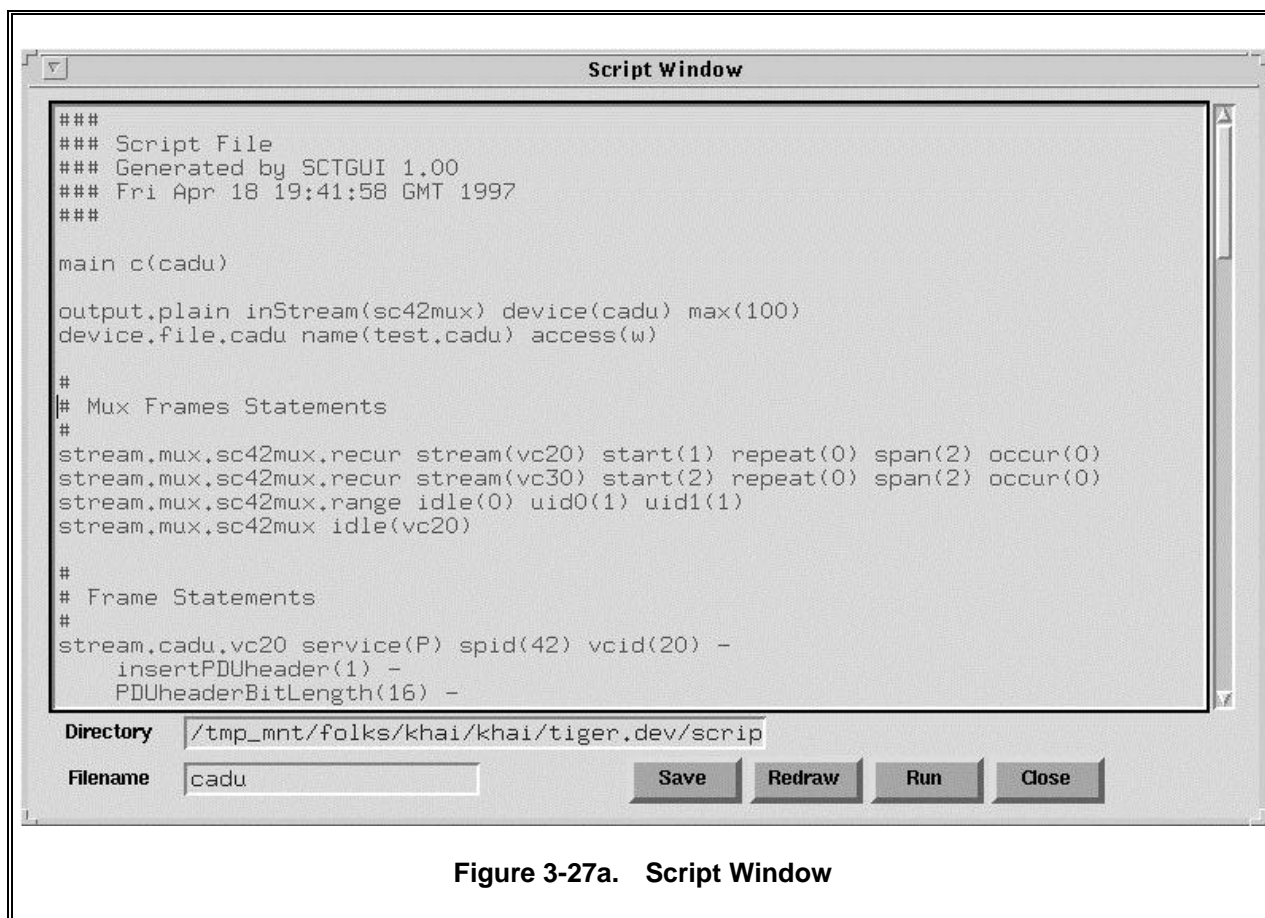 Script Window
###
### Script File
### Generated by SCTGUI 1.00
### Fri Apr 18 19:41:58 GMT 1997
###
main c(cadu)
output.plain inStream(sc42mux) device(cadu) max(100)
device.file.cadu name(test.cadu) access(w)
#
# Mux Frames Statements
#
stream.mux.sc42mux.recur stream(vc20) start(1) repeat(0) span(2) occur(0)
stream.mux.sc42mux.recur stream(vc30) start(2) repeat(0) span(2) occur(0)
stream.mux.sc42mux.range idle(0) uid0(1) uid1(1)
stream.mux.sc42mux idle(vc20)
#
# Frame Statements
#
stream.cadu.vc20 service(P) spid(42) vcid(20) -
insertPDUheader(1) -
PDUheaderBitLength(16) -
Directory /tmp_mnt/folks/khai/khai/tiger.dev/scrip
Filename cadu Save Redraw Run Close
Figure 3-27a. Script Window